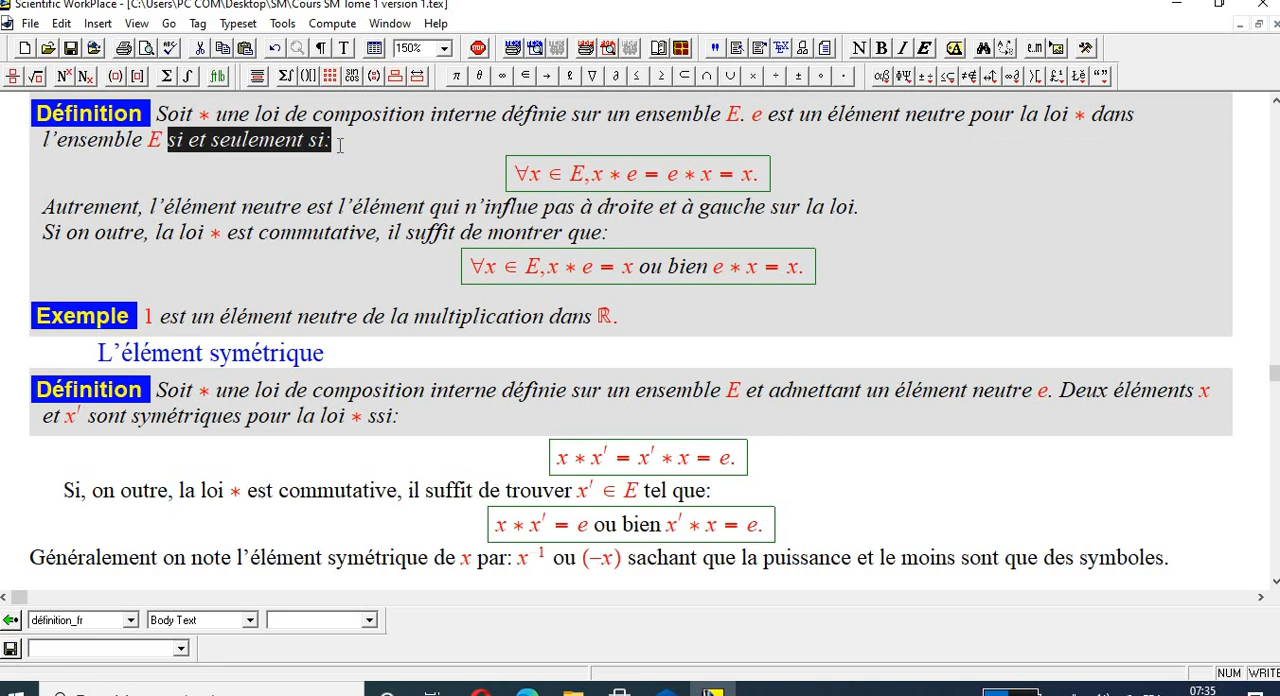 Scientific WorkPlace - [C:\Users\PC COM\Desktop\SM\Cours SM Tome 1 version 1.tex]
File Edit Insert View Go Tag Typeset Tools Compute Window Help
150%
Définition Soit * une loi de composition interne définie sur un ensemble E. e est un élément neutre pour la loi * dans
l'ensemble E si et seulement si:
∀x ∈ E, x * e = e * x = x.
Autrement, l'élément neutre est l'élément qui n'influe pas à droite et à gauche sur la loi.
Si on outre, la loi * est commutative, il suffit de montrer que:
∀x ∈ E, x * e = x ou bien e * x = x.
Exemple 1 est un élément neutre de la multiplication dans ℝ.
L'élément symétrique
Définition Soit * une loi de composition interne définie sur un ensemble E et admettant un élément neutre e. Deux éléments x
et x′ sont symétriques pour la loi * ssi:
x * x′ = x′ * x = e.
Si, on outre, la loi * est commutative, il suffit de trouver x′ ∈ E tel que:
x * x′ = e ou bien x′ * x = e.
Généralement on note l'élément symétrique de x par: x⁻¹ ou (−x) sachant que la puissance et le moins sont que des symboles.
définition_fr Body Text
NUM WRITE
07:35